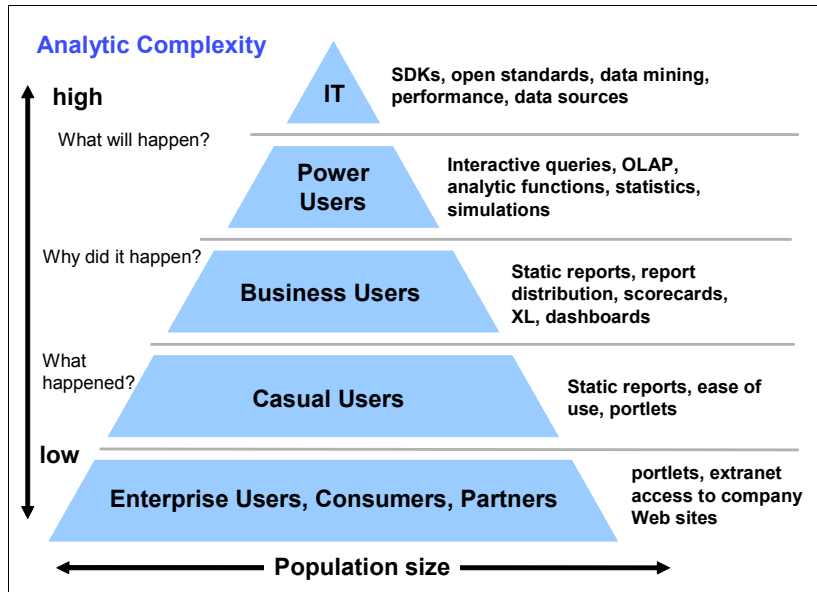 Analytic Complexity
high
IT
SDKs, open standards, data mining,
performance, data sources
What will happen?
Power
Users
Interactive queries, OLAP,
analytic functions, statistics,
simulations
Why did it happen?
Business Users
Static reports, report
distribution, scorecards,
XL, dashboards
What
happened?
Casual Users
Static reports, ease of
use, portlets
low
Enterprise Users, Consumers, Partners
portlets, extranet
access to company
Web sites
Population size